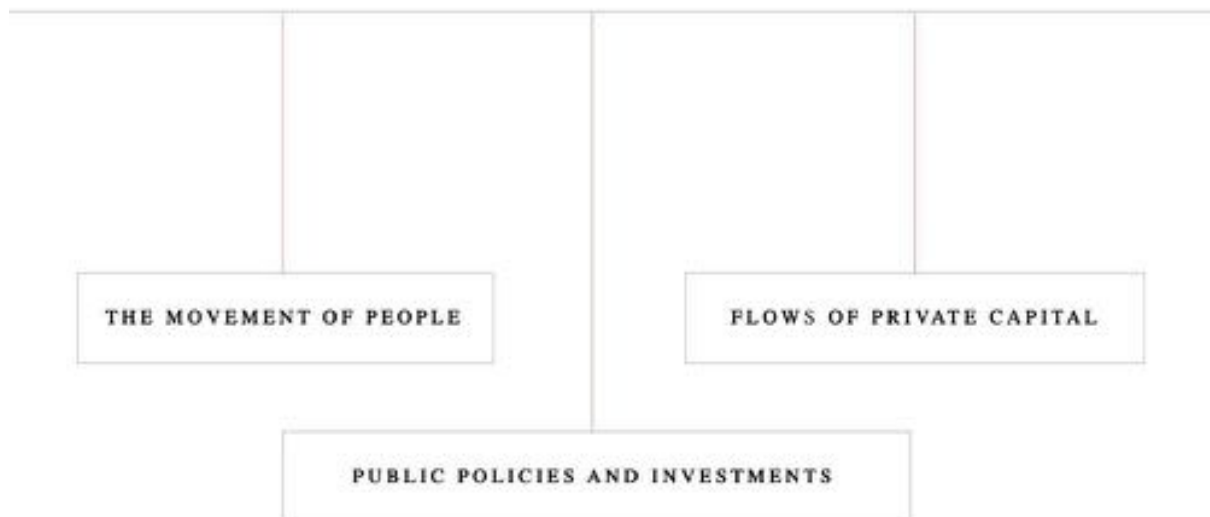 THE MOVEMENT OF PEOPLE
FLOWS OF PRIVATE CAPITAL
PUBLIC POLICIES AND INVESTMENTS